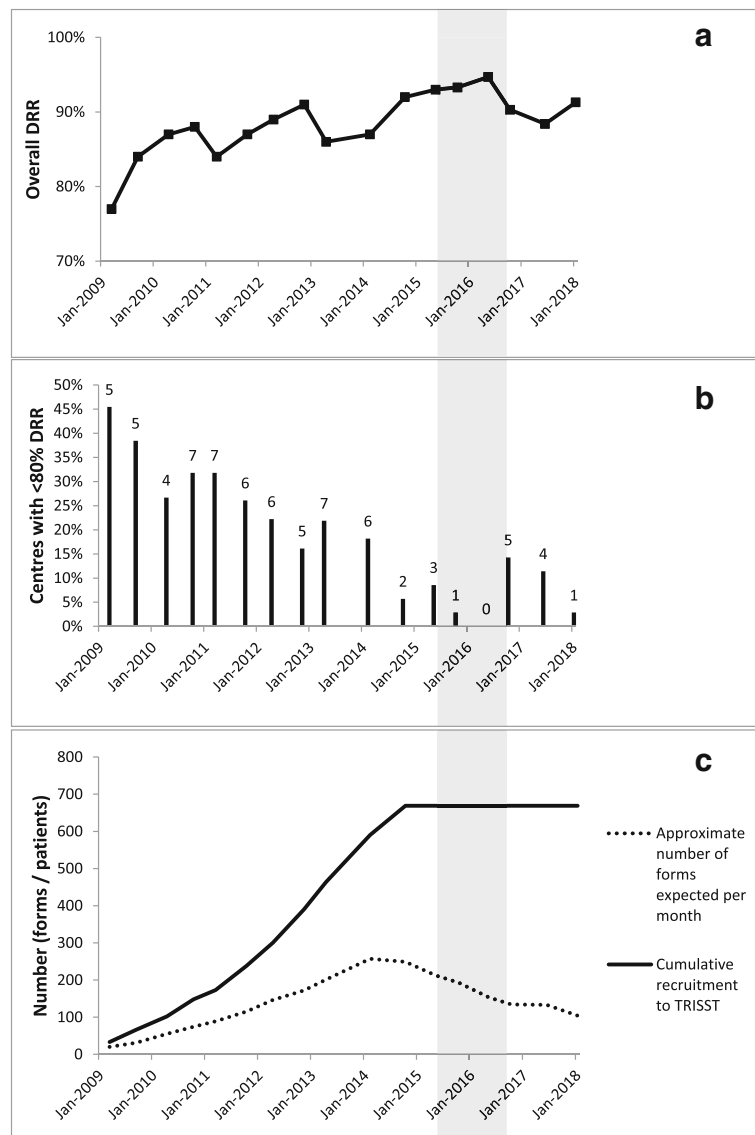 a
100%
90%
80%
70%
Overall DRR
Jan-2009
Jan-2010
Jan-2011
Jan-2012
Jan-2013
Jan-2014
Jan-2015
Jan-2016
Jan-2017
Jan-2018
b
50%
45%
40%
35%
30%
25%
20%
15%
10%
5%
0%
Centres with <80% DRR
5
5
4
7
7
6
6
5
7
6
2
3
1
0
5
4
1
Jan-2009
Jan-2010
Jan-2011
Jan-2012
Jan-2013
Jan-2014
Jan-2015
Jan-2016
Jan-2017
Jan-2018
c
800
700
600
500
400
300
200
100
0
Number (forms / patients)
Jan-2009
Jan-2010
Jan-2011
Jan-2012
Jan-2013
Jan-2014
Jan-2015
Jan-2016
Jan-2017
Jan-2018
Approximate
number of
forms
expected per
month
Cumulative
recruitment
to TRISST